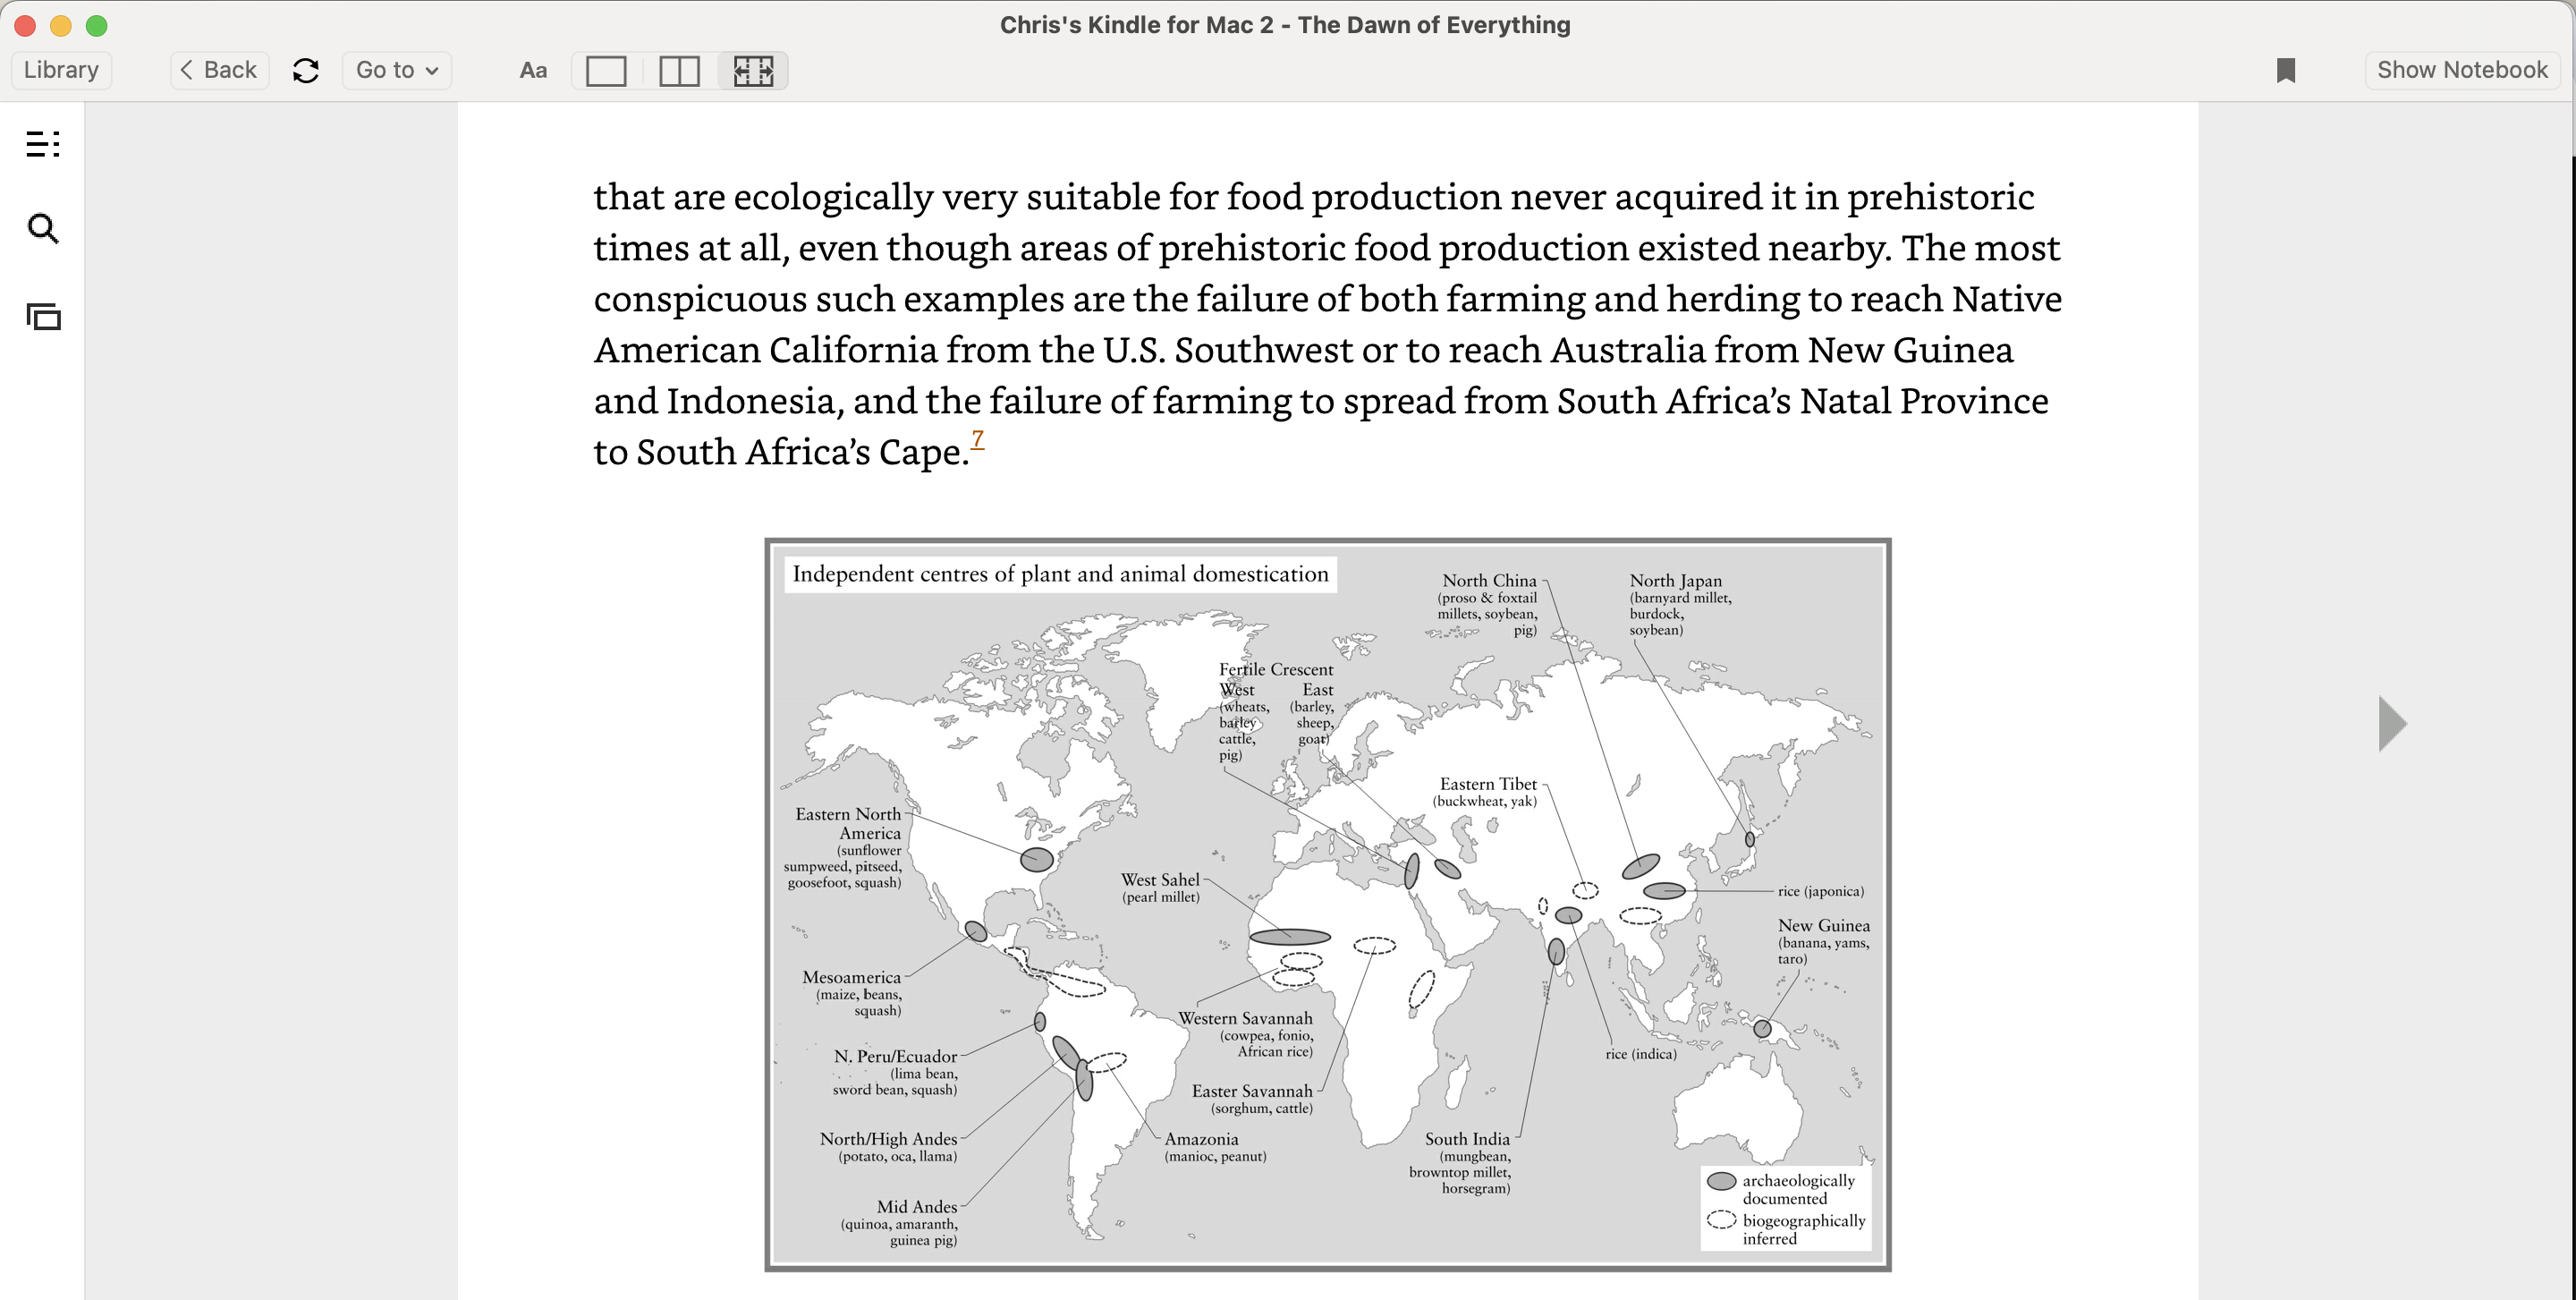 Chris's Kindle for Mac 2 - The Dawn of Everything
Library
Back
Go to
Aa
Show Notebook
that are ecologically very suitable for food production never acquired it in prehistoric
times at all, even though areas of prehistoric food production existed nearby. The most
conspicuous such examples are the failure of both farming and herding to reach Native
American California from the U.S. Southwest or to reach Australia from New Guinea
and Indonesia, and the failure of farming to spread from South Africa’s Natal Province
to South Africa’s Cape.7
Independent centres of plant and animal domestication
North China
(proso & foxtail
millets, soybean,
pig)
North Japan
(barnyard millet,
burdock,
soybean)
Fertile Crescent
West
(wheats,
barley
cattle,
pig)
East
(barley,
sheep,
goat)
Eastern Tibet
(buckwheat, yak)
Eastern North
America
(sunflower
sumpweed, pitseed,
goosefoot, squash)
West Sahel
(pearl millet)
rice (japonica)
New Guinea
(banana, yams,
taro)
Mesoamerica
(maize, beans,
squash)
Western Savannah
(cowpea, fonio,
African rice)
rice (indica)
N. Peru/Ecuador
(lima bean,
sword bean, squash)
Easter Savannah
(sorghum, cattle)
North/High Andes
(potato, oca, llama)
Amazonia
(manioc, peanut)
South India
(mungbean,
browntop millet,
horsegram)
Mid Andes
(quinoa, amaranth,
guinea pig)
archaeologically
documented
biogeographically
inferred